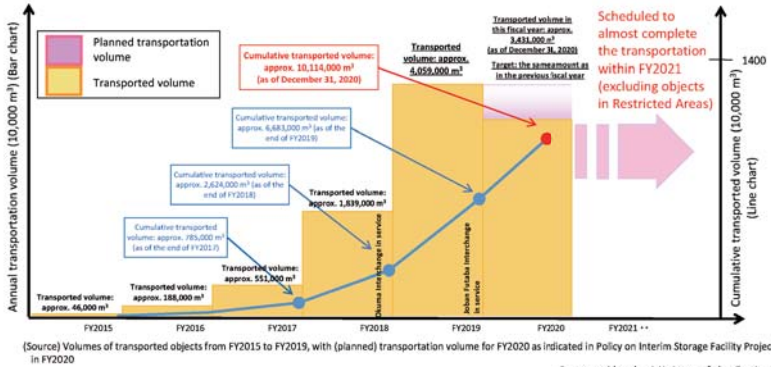 Planned transportation
volume
Transported volume
Annual transportation volume (10,000 m³) (Bar chart)
Cumulative transported volume:
approx. 10,114,000 m³
(as of December 31, 2020)
Transported
volume: approx.
4,059,000 m³
Transported volume in
this fiscal year: approx.
3,431,000 m³
(as of December 31, 2020)
Target: the sameamount as
in the previous fiscal year
Scheduled to
almost complete
the transportation
within FY2021
(excluding objects
in Restricted Areas)
1400
Cumulative transported volume (10,000 m³)
(Line chart)
Cumulative transported volume:
approx. 6,683,000 m³ (as of the
end of FY2019)
Cumulative transported volume:
approx. 2,624,000 m³ (as of the
end of FY2018)
Transported volume:
approx. 1,839,000 m³
Cumulative transported
volume: approx. 785,000 m³
(as of the end of FY2017)
Transported volume:
approx. 551,000 m³
Transported volume:
approx. 188,000 m³
Transported volume:
approx. 46,000 m³
Okuma Interchange in service
Joban Futaba Interchange
in service
FY2015
FY2016
FY2017
FY2018
FY2019
FY2020
FY2021 ・・
(Source) Volumes of transported objects from FY2015 to FY2019, with (planned) transportation volume for FY2020 as indicated in Policy on Interim Storage Facility Projec
in FY2020